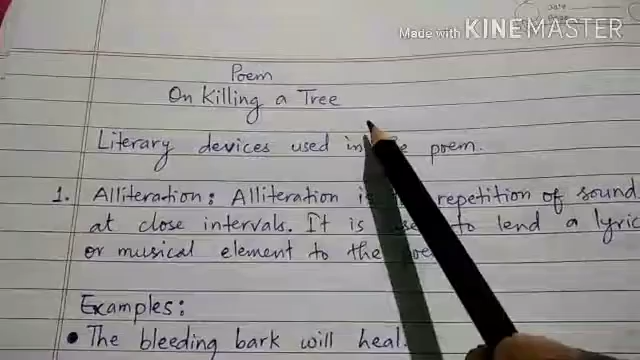 Made with KINEMASTER
Poem
On Killing a Tree
Literary devices used in poem.
1. Alliteration: Alliteration is repetition of sound
at close intervals. It is to lend a lyric
or musical element to the
Examples:
• The bleeding bark will heal.